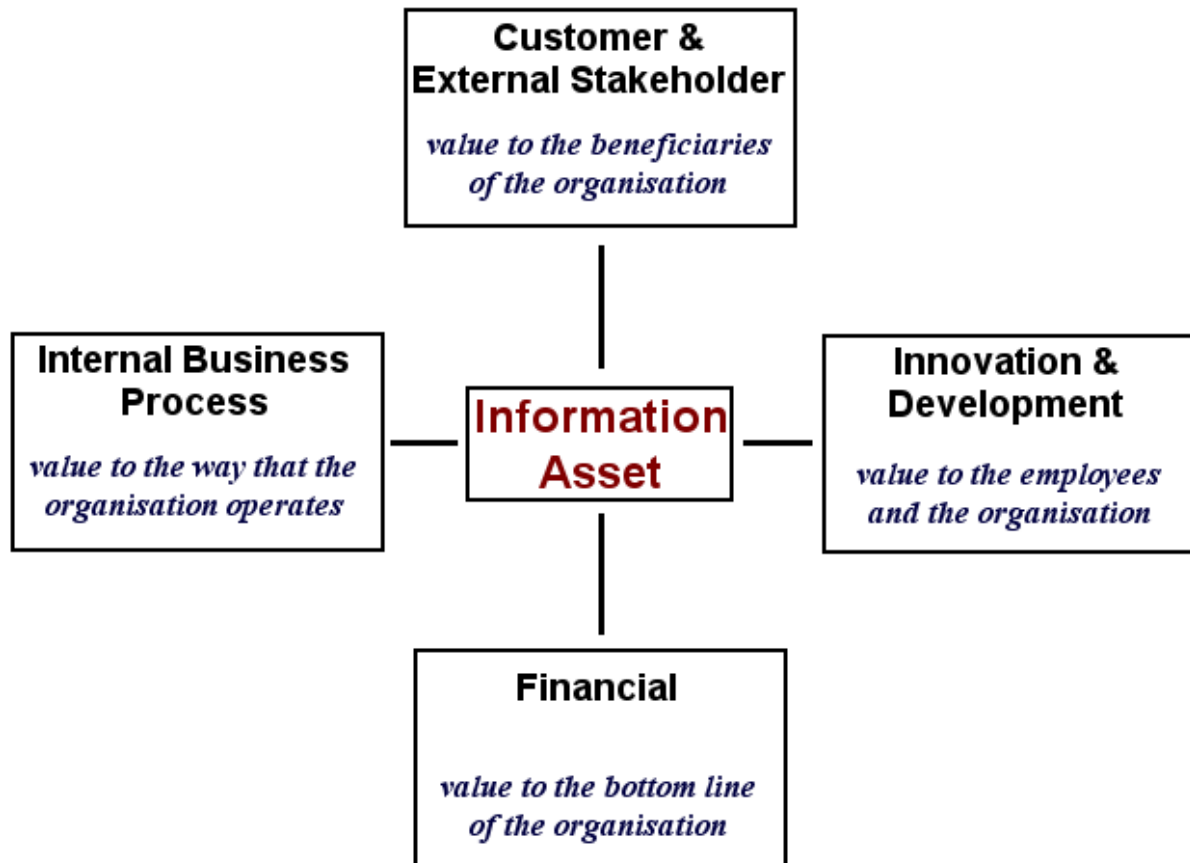 Customer &
External Stakeholder
value to the beneficiaries
of the organisation
Internal Business
Process
value to the way that the
organisation operates
Information
Asset
Innovation &
Development
value to the employees
and the organisation
Financial
value to the bottom line
of the organisation